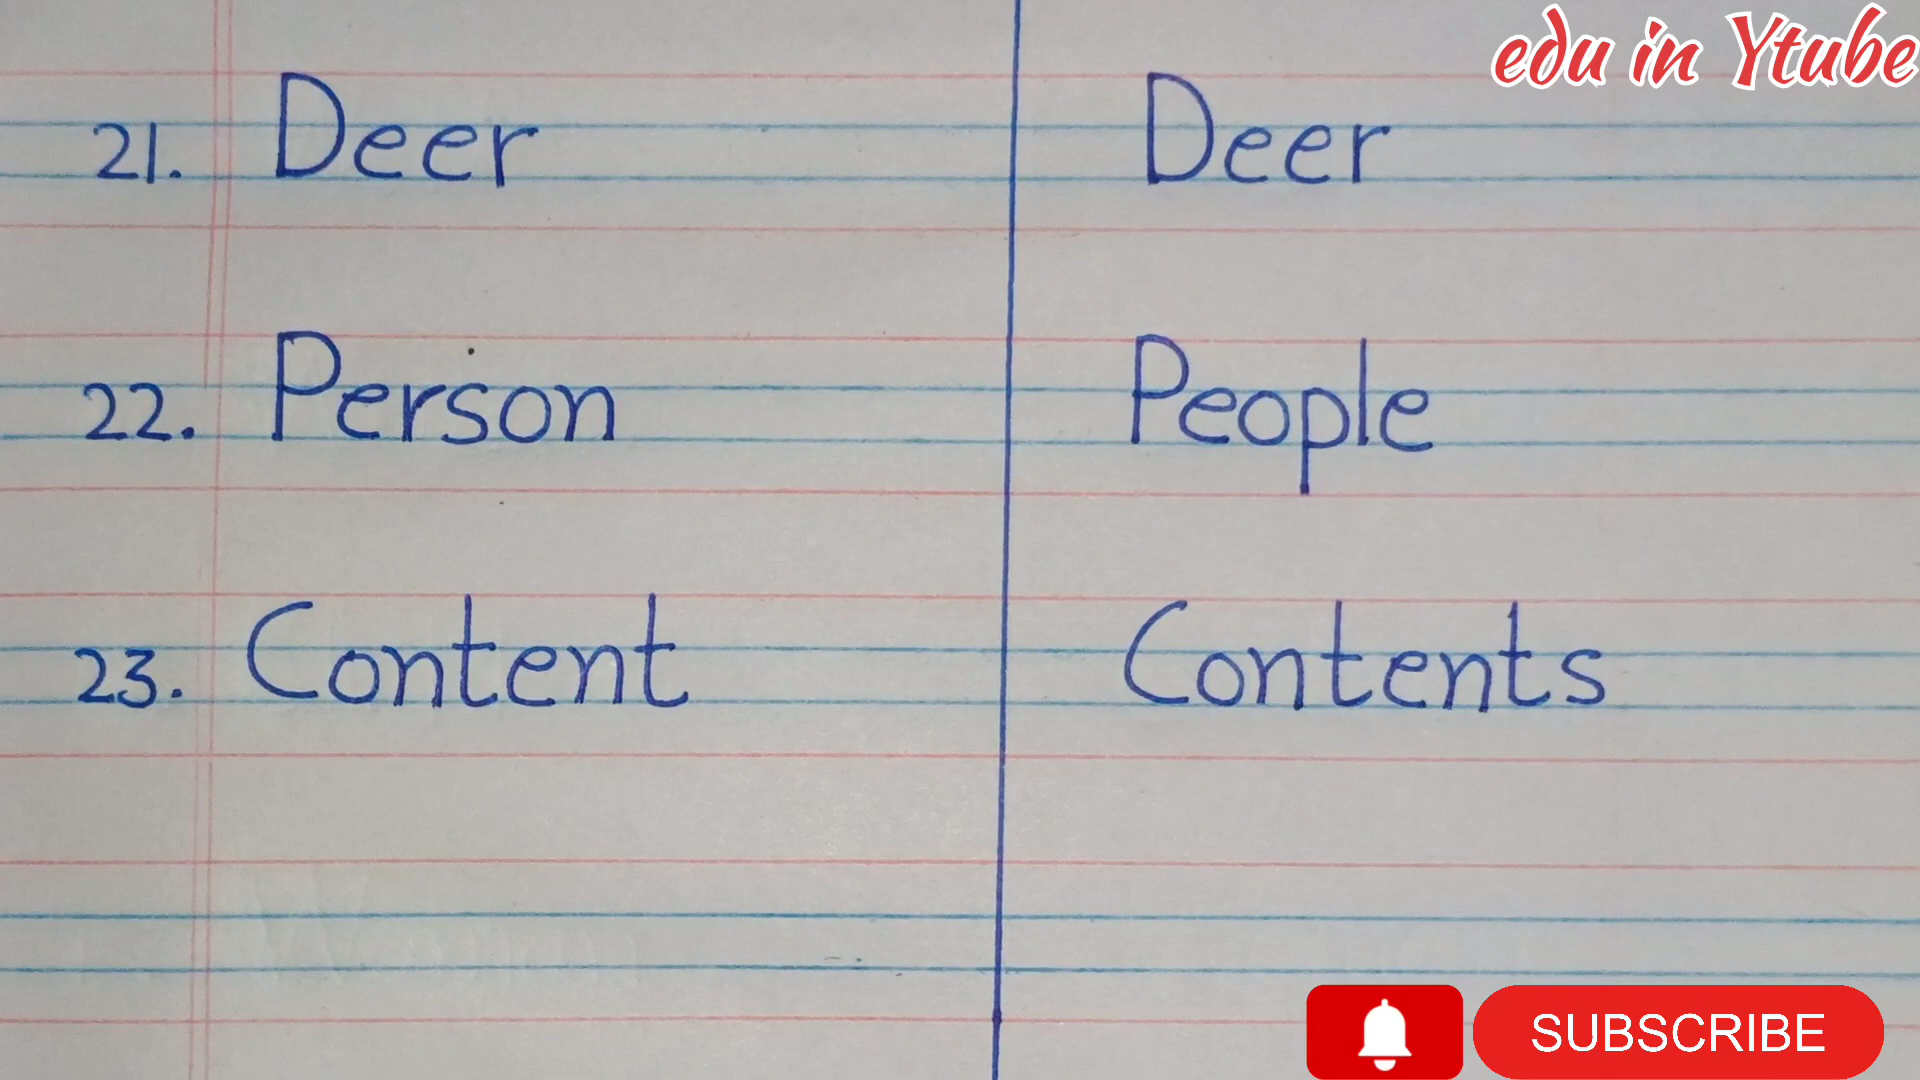 edu in Ytube
21. Deer Deer
22. Person People
23. Content Contents
SUBSCRIBE